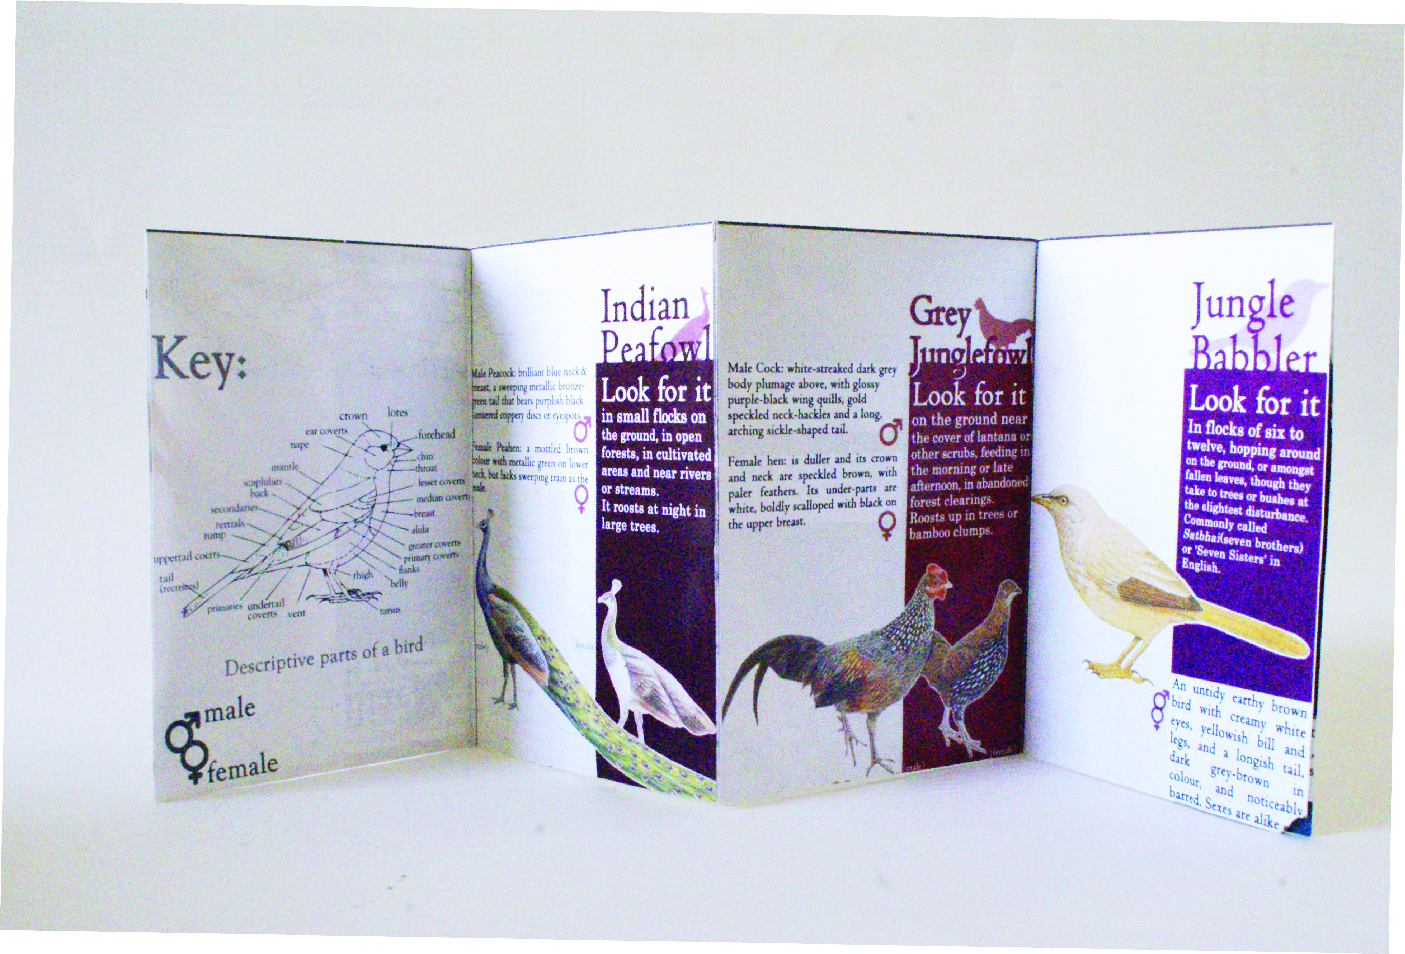 Key:
crown
lores
ear coverts
forehead
nape
chin
throat
mantle
lesser coverts
scapulars
back
median coverts
secondaries
breast
tertials
alula
rump
greater coverts
uppertail coerts
primary coverts
flanks
tail
(rectrices)
thigh
belly
primaries
undertail
coverts
vent
tarsus
Descriptive parts of a bird
male
female
Indian
Peafowl
Male Peacock: brilliant blue neck &
breast, a sweeping metallic bronze-
green tail that bears purplish black
centered coppery discs or eyespots.
Female Peahen: a mottled brown
colour with metallic green on lower
neck, but lacks sweeping train as the
male.
Look for it
in small flocks on
the ground, in open
forests, in cultivated
areas and near rivers
or streams.
It roosts at night in
large trees.
Grey
Junglefowl
Male Cock: white-streaked dark grey
body plumage above, with glossy
purple-black wing quills, gold
speckled neck-hackles and a long,
arching sickle-shaped tail.
Female hen: is duller and its crown
and neck are speckled brown, with
paler feathers. Its under-parts are
white, boldly scalloped with black on
the upper breast.
Look for it
on the ground near
the cover of lantana or
other scrubs, feeding in
the morning or late
afternoon, in abandoned
forest clearings.
Roosts up in trees or
bamboo clumps.
male
female
Jungle
Babbler
Look for it
In flocks of six to
twelve, hopping around
on the ground, or amongst
fallen leaves, though they
take to trees or bushes at
the slightest disturbance.
Commonly called
Satbhai(seven brothers)
or 'Seven Sisters' in
English.
An untidy earthy brown
bird with creamy white
eyes, yellowish bill and
legs, and a longish tail,
dark grey-brown in
colour, and noticeably
barred. Sexes are alike